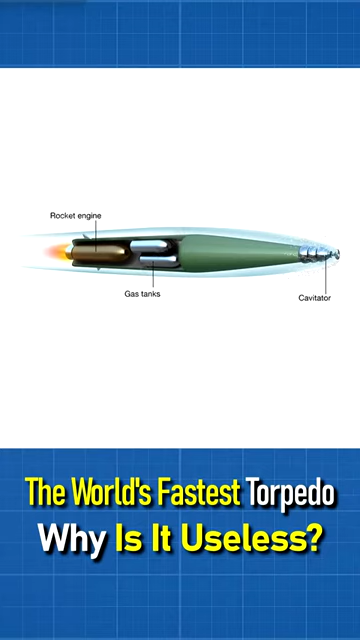 Rocket engine
Gas tanks
Cavitator
The World's Fastest Torpedo
Why Is It Useless?